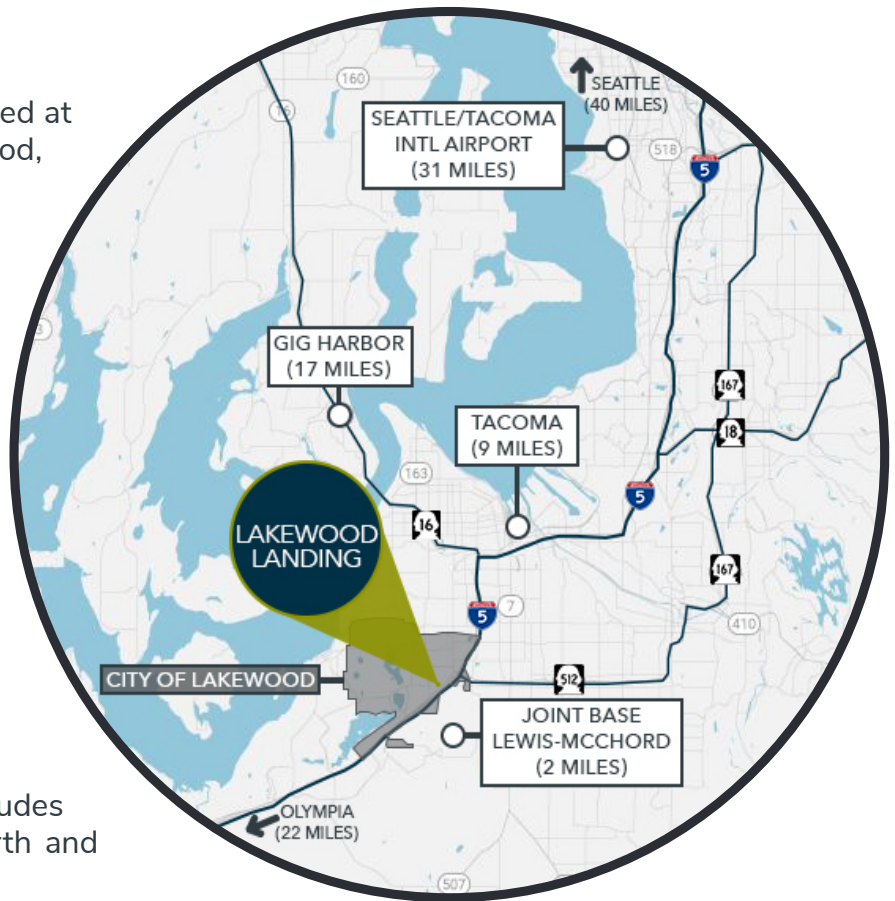 ed at
od,
160
16
SEATTLE
(40 MILES)
SEATTLE/TACOMA
INTL AIRPORT
(31 MILES)
518
5
GIG HARBOR
(17 MILES)
167
18
TACOMA
(9 MILES)
163
5
16
LAKEWOOD
LANDING
167
5
7
410
CITY OF LAKEWOOD
512
JOINT BASE
LEWIS-MCCHORD
(2 MILES)
udes
rth and
OLYMPIA
(22 MILES)
507